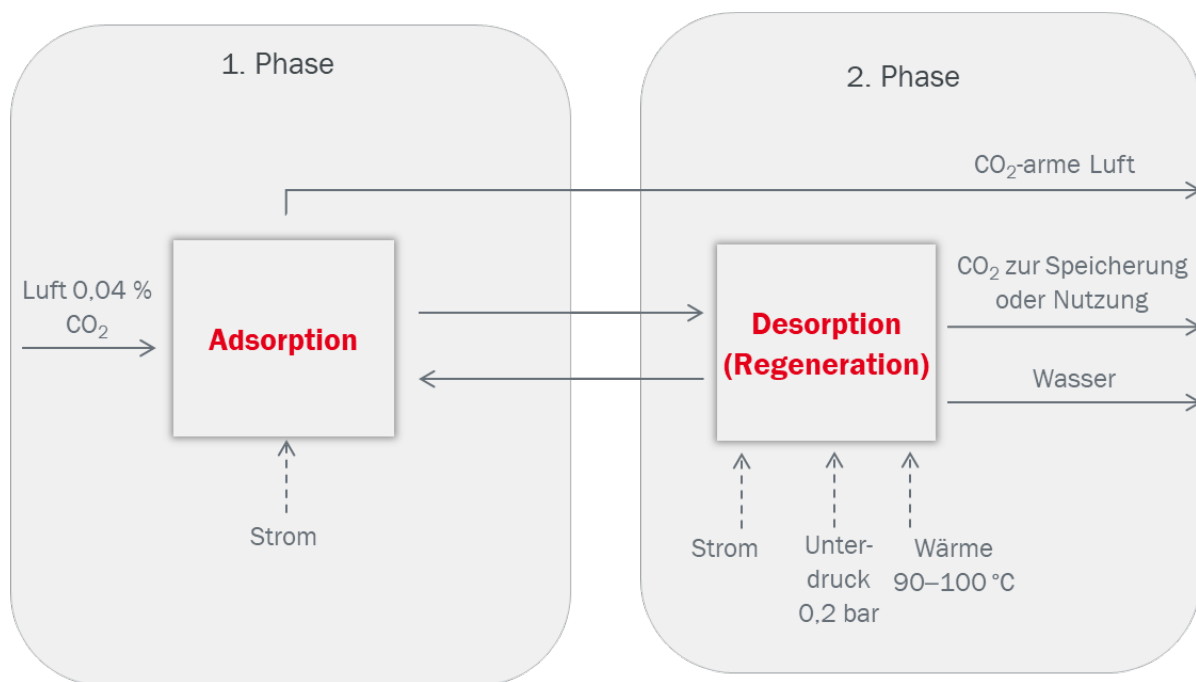 1. Phase
Luft 0,04 %
CO₂
Adsorption
Strom
2. Phase
CO₂-arme Luft
Desorption
(Regeneration)
CO₂ zur Speicherung
oder Nutzung
Wasser
Strom
Unter-
druck
0,2 bar
Wärme
90–100 °C